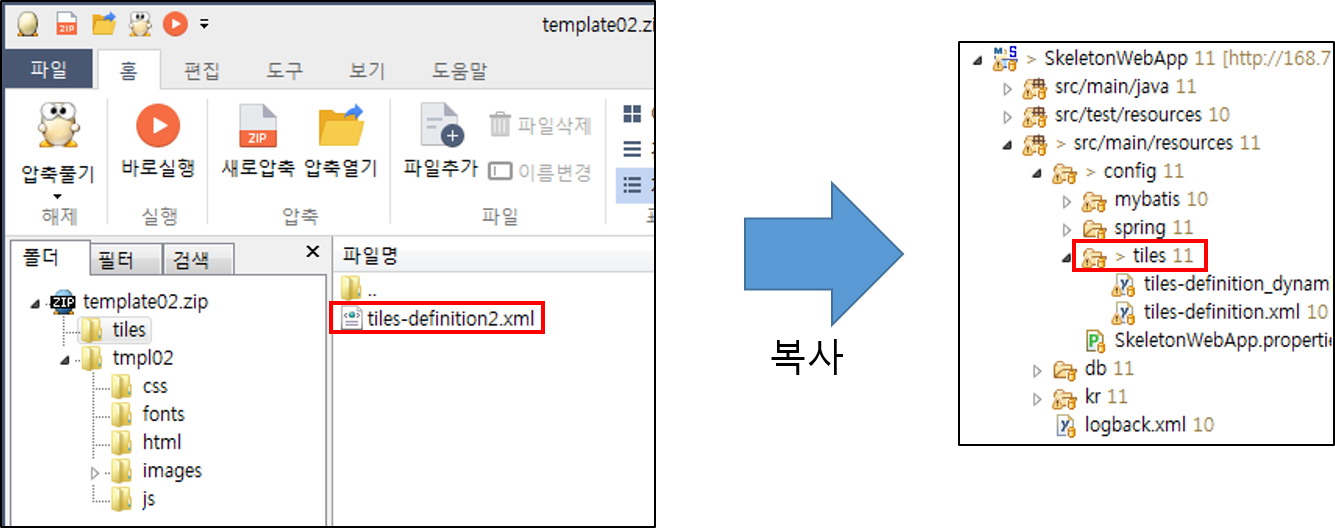 template02.zi
파일
홈
편집
도구
보기
도움말
압축풀기
바로실행
새로압축
압축열기
파일추가
파일삭제
이름변경
해제
실행
압축
파일
폴더
필터
검색
파일명
template02.zip
tiles
tmpl02
css
fonts
html
images
js
..
tiles-definition2.xml
복사
> SkeletonWebApp 11 [http://168.7
src/main/java 11
src/test/resources 10
> src/main/resources 11
> config 11
mybatis 10
spring 11
> tiles 11
tiles-definition_dynam
tiles-definition.xml 10
SkeletonWebApp.propertie
db 11
kr 11
logback.xml 10